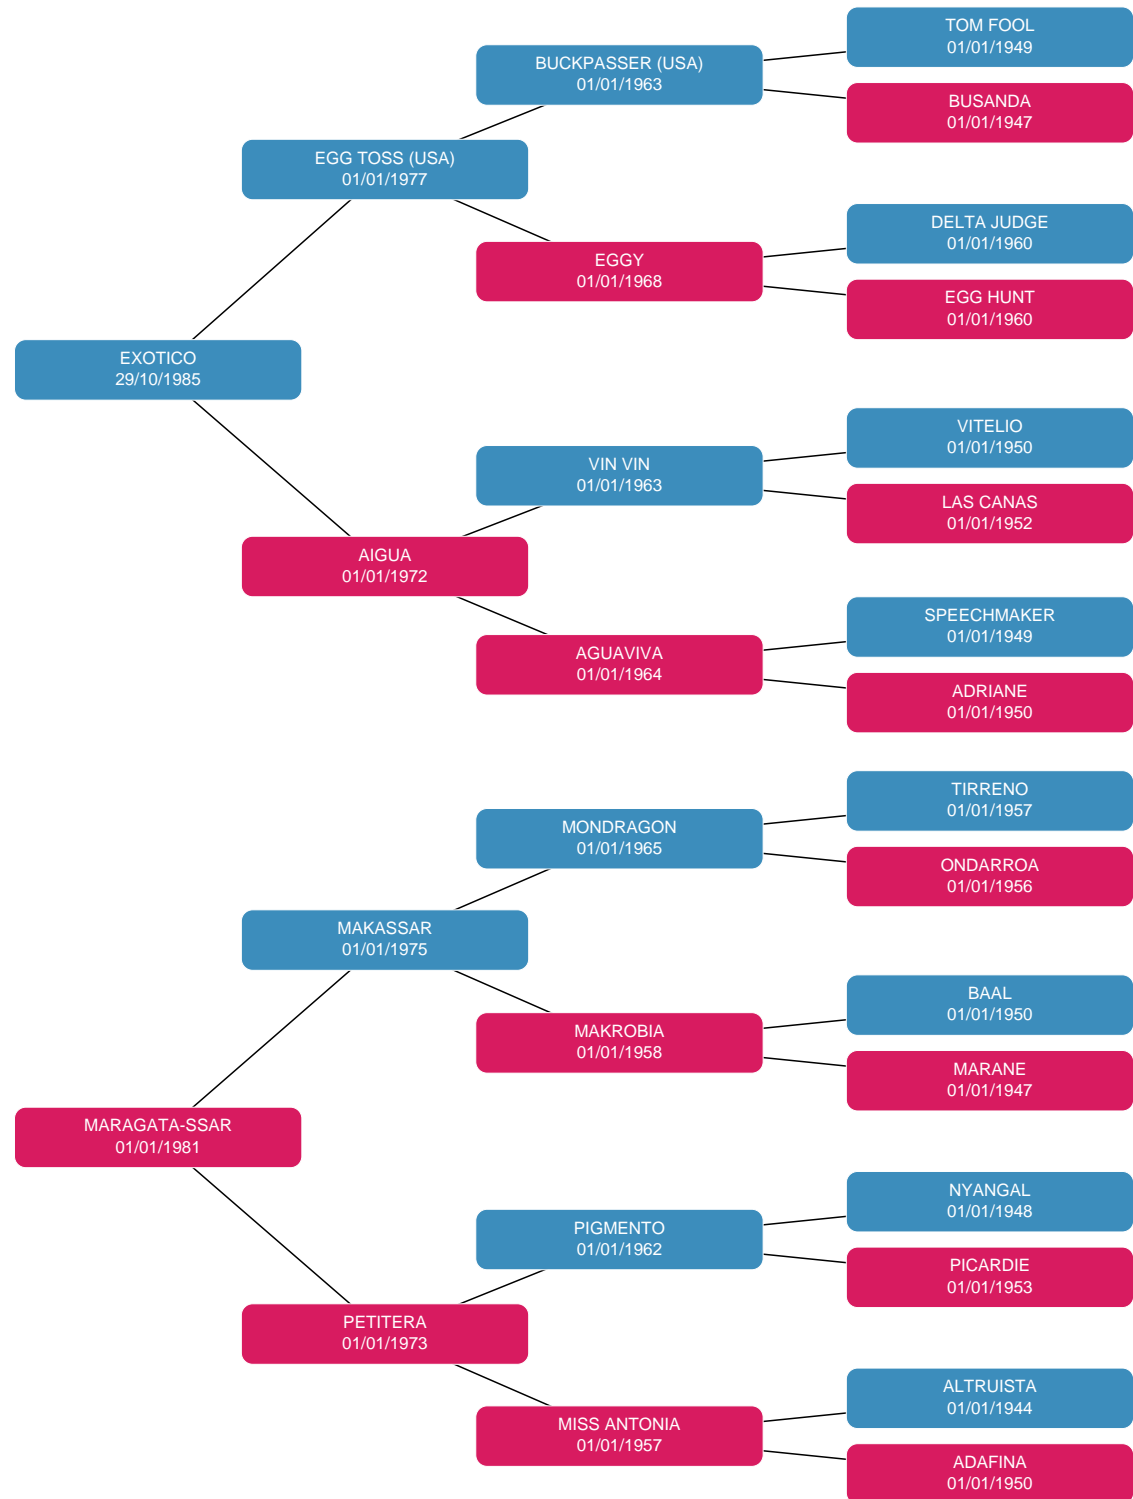 TOM FOOL
01/01/1949
BUCKPASSER (USA)
01/01/1963
BUSANDA
01/01/1947
EGG TOSS (USA)
01/01/1977
DELTA JUDGE
01/01/1960
EGGY
01/01/1968
EGG HUNT
01/01/1960
EXOTICO
29/10/1985
VITELIO
01/01/1950
VIN VIN
01/01/1963
LAS CANAS
01/01/1952
AIGUA
01/01/1972
SPEECHMAKER
01/01/1949
AGUAVIVA
01/01/1964
ADRIANE
01/01/1950
TIRRENO
01/01/1957
MONDRAGON
01/01/1965
ONDARROA
01/01/1956
MAKASSAR
01/01/1975
BAAL
01/01/1950
MAKROBIA
01/01/1958
MARANE
01/01/1947
MARAGATA-SSAR
01/01/1981
NYANGAL
01/01/1948
PIGMENTO
01/01/1962
PICARDIE
01/01/1953
PETITERA
01/01/1973
ALTRUISTA
01/01/1944
MISS ANTONIA
01/01/1957
ADAFINA
01/01/1950